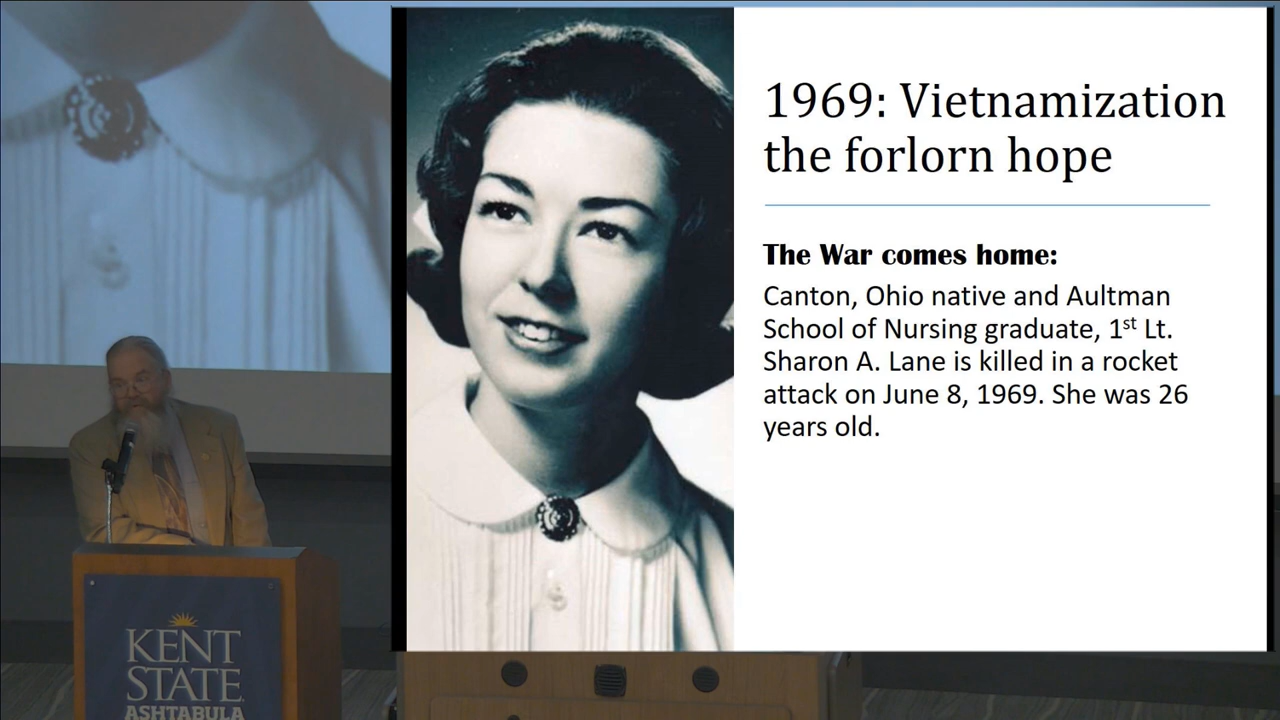 1969: Vietnamization
the forlorn hope
The War comes home:
Canton, Ohio native and Aultman
School of Nursing graduate, 1st Lt.
Sharon A. Lane is killed in a rocket
attack on June 8, 1969. She was 26
years old.
KENT
STATE
ASHTABULA